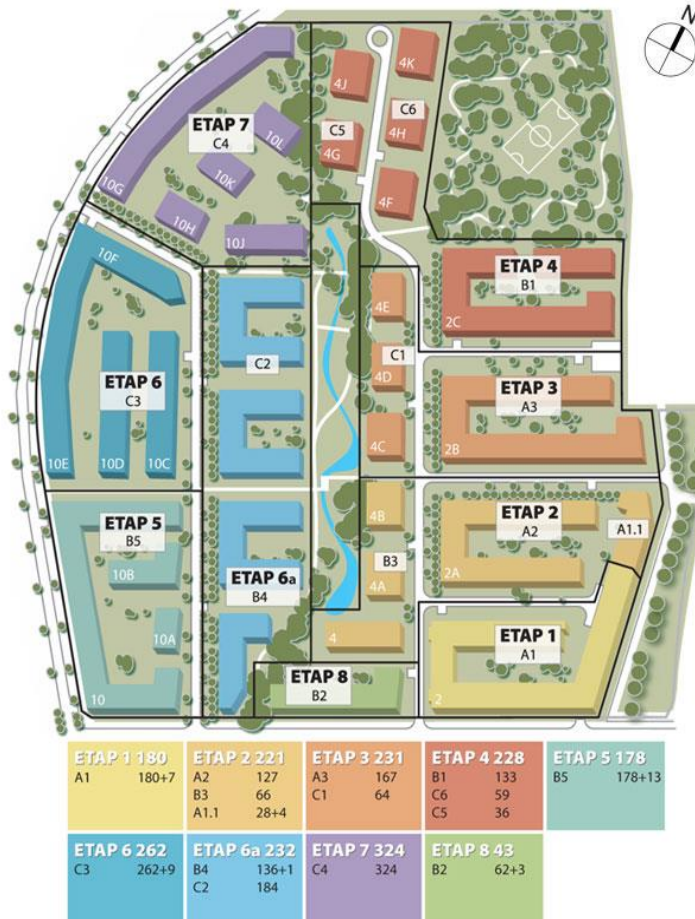 N
4K
4J
ETAP 7
C4
10L
C5
C6
4H
4G
10K
10G
4F
10H
10J
10F
ETAP 4
B1
4E
2C
C2
C1
4D
ETAP 6
C3
ETAP 3
A3
4C
2B
10E
10D
10C
ETAP 5
B5
4B
ETAP 2
A2
A1.1
B3
10B
ETAP 6a
B4
4A
2A
10A
4
ETAP 1
A1
ETAP 8
B2
10
2
ETAP 1 180
A1 180+7
ETAP 2 221
A2 127
B3 66
A1.1 28+4
ETAP 3 231
A3 167
C1 64
ETAP 4 228
B1 133
C6 59
C5 36
ETAP 5 178
B5 178+13
ETAP 6 262
C3 262+9
ETAP 6a 232
B4 136+1
C2 184
ETAP 7 324
C4 324
ETAP 8 43
B2 62+3